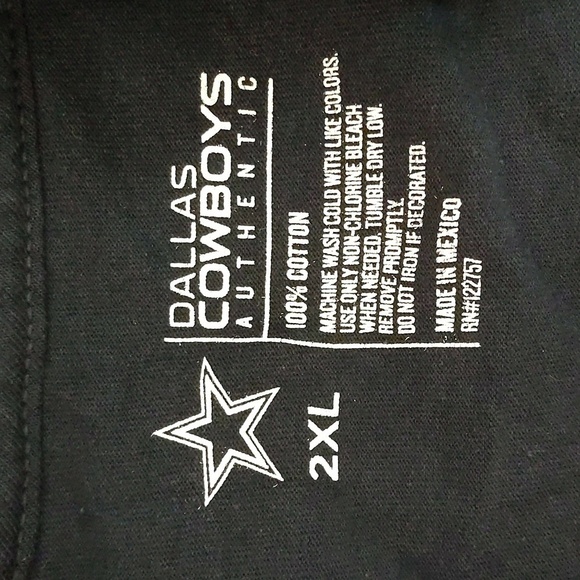 DALLAS
COWBOYS
AUTHENTIC
2XL
100% COTTON
MACHINE WASH COLD WITH LIKE COLORS.
USE ONLY NON-CHLORINE BLEACH
WHEN NEEDED. TUMBLE DRY LOW.
REMOVE PROMPTLY.
DO NOT IRON IF DECORATED.
MADE IN MEXICO
RN#122757